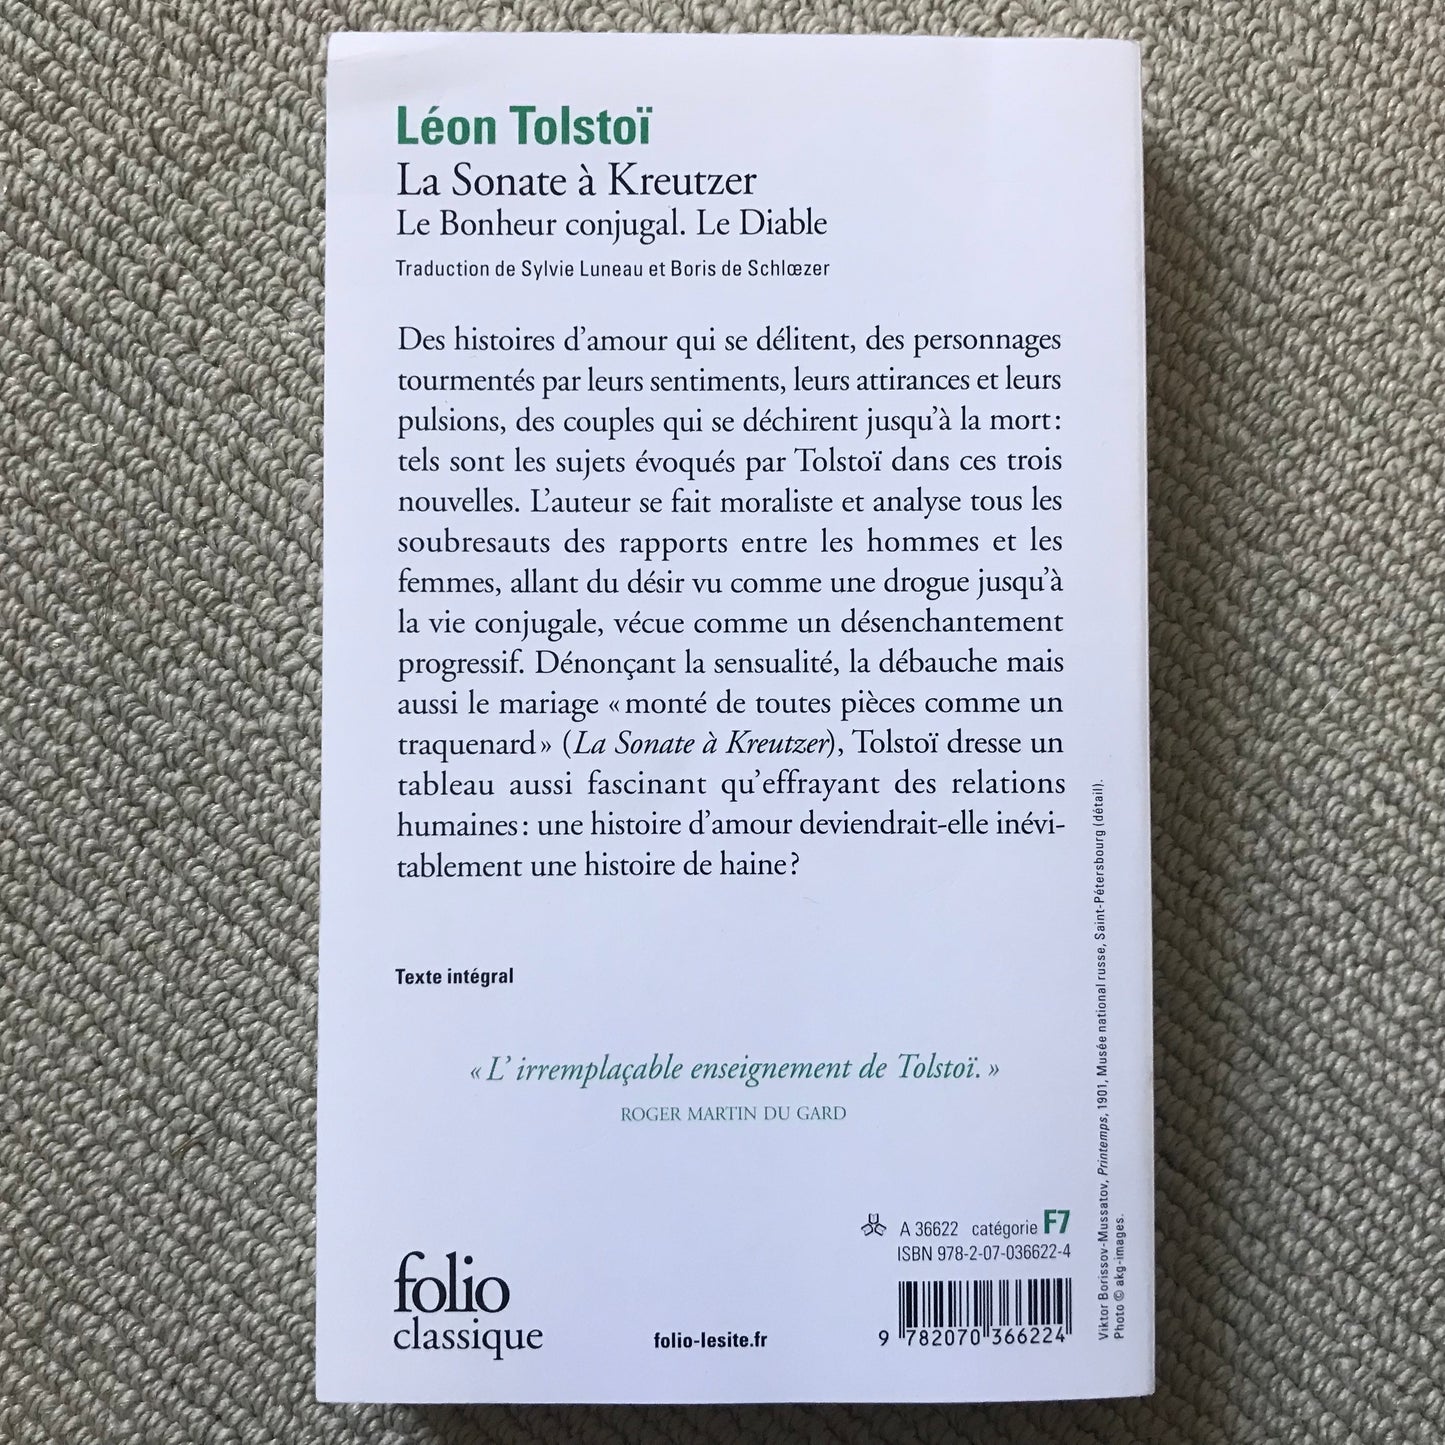 Léon Tolstoï
La Sonate à Kreutzer
Le Bonheur conjugal. Le Diable
Traduction de Sylvie Luneau et Boris de Schlœzer
Des histoires d'amour qui se délitent, des personnages
tourmentés par leurs sentiments, leurs attirances et leurs
pulsions, des couples qui se déchirent jusqu'à la mort :
tels sont les sujets évoqués par Tolstoï dans ces trois
nouvelles. L'auteur se fait moraliste et analyse tous les
soubresauts des rapports entre les hommes et les
femmes, allant du désir vu comme une drogue jusqu'à
la vie conjugale, vécue comme un désenchantement
progressif. Dénonçant la sensualité, la débauche mais
aussi le mariage « monté de toutes pièces comme un
traquenard » (La Sonate à Kreutzer), Tolstoï dresse un
tableau aussi fascinant qu'effrayant des relations
humaines : une histoire d'amour deviendrait-elle inévi-
tablement une histoire de haine ?
Texte intégral
« L'irremplaçable enseignement de Tolstoï. »
ROGER MARTIN DU GARD
A 36622 catégorie F7
ISBN 978-2-07-036622-4
9 782070 366224
folio
classique
folio-lesite.fr
Viktor Borissov-Mussatov, Printemps, 1901, Musée national russe, Saint-Pétersbourg (détail).
Photo © akg-images.